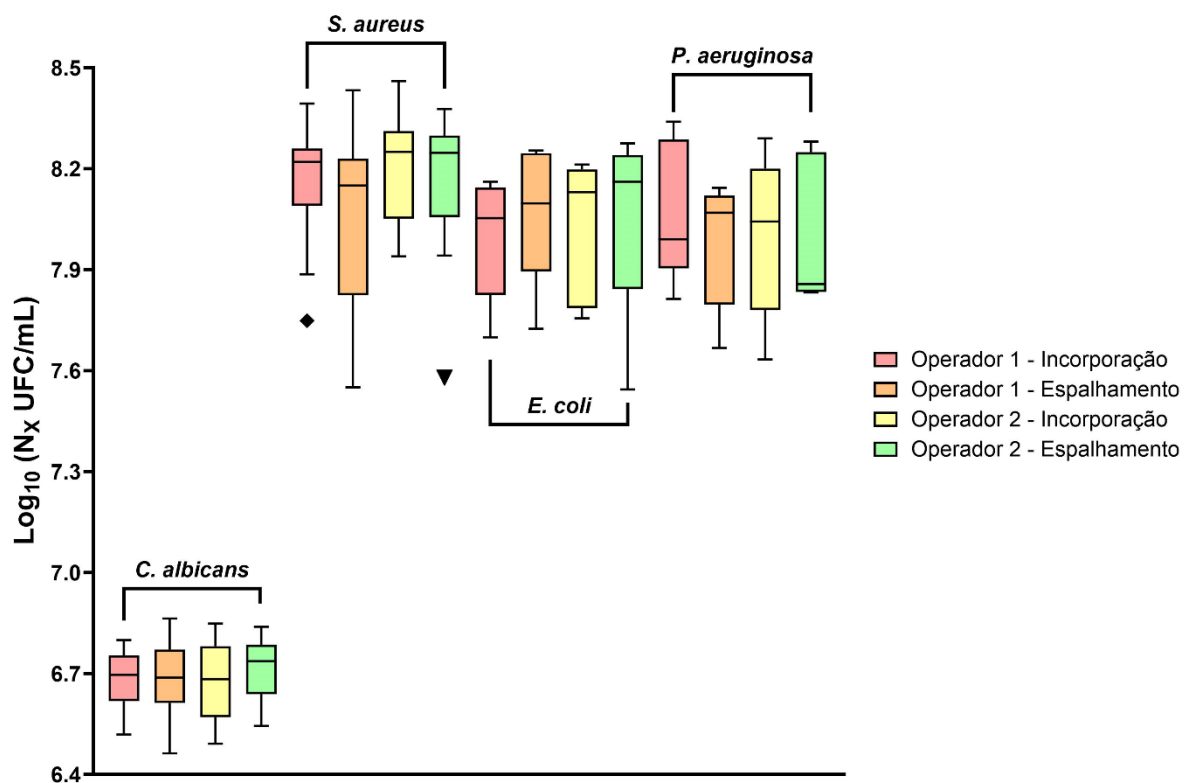 S. aureus
P. aeruginosa
8.5
8.2
7.9
7.6
7.3
7.0
6.7
6.4
Log₁₀ (Nₓ UFC/mL)
E. coli
C. albicans
Operador 1 - Incorporação
Operador 1 - Espalhamento
Operador 2 - Incorporação
Operador 2 - Espalhamento